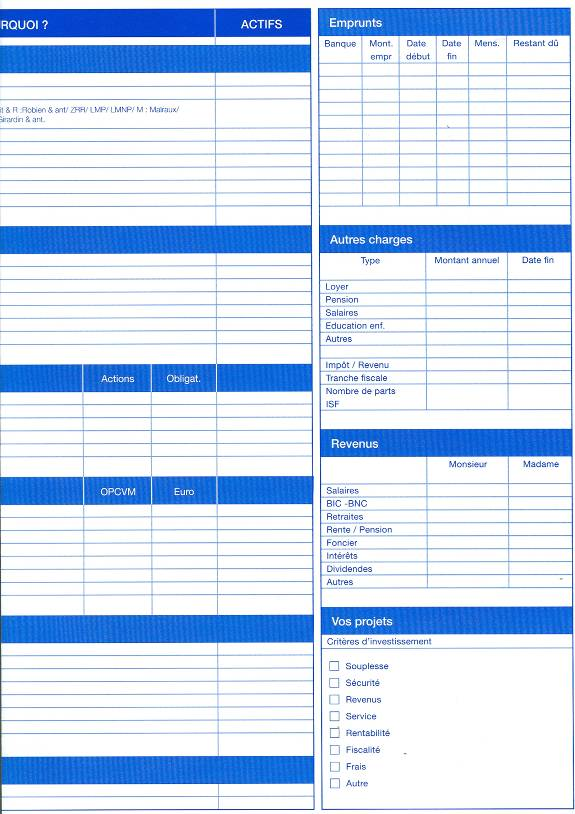 RQUOI ? ACTIFS
it & R :Robien & ant/ ZRR/ LMP/ LMNP/ M : Malraux/
Girardin & ant.
Actions Obligat.
OPCVM Euro
Emprunts
Banque Mont. Date Date Mens. Restant dû
empr début fin
Autres charges
Type Montant annuel Date fin
Loyer
Pension
Salaires
Education enf.
Autres
Impôt / Revenu
Tranche fiscale
Nombre de parts
ISF
Revenus
Monsieur Madame
Salaires
BIC -BNC
Retraites
Rente / Pension
Foncier
Intérêts
Dividendes
Autres
Vos projets
Critères d'investissement
Souplesse
Sécurité
Revenus
Service
Rentabilité
Fiscalité
Frais
Autre